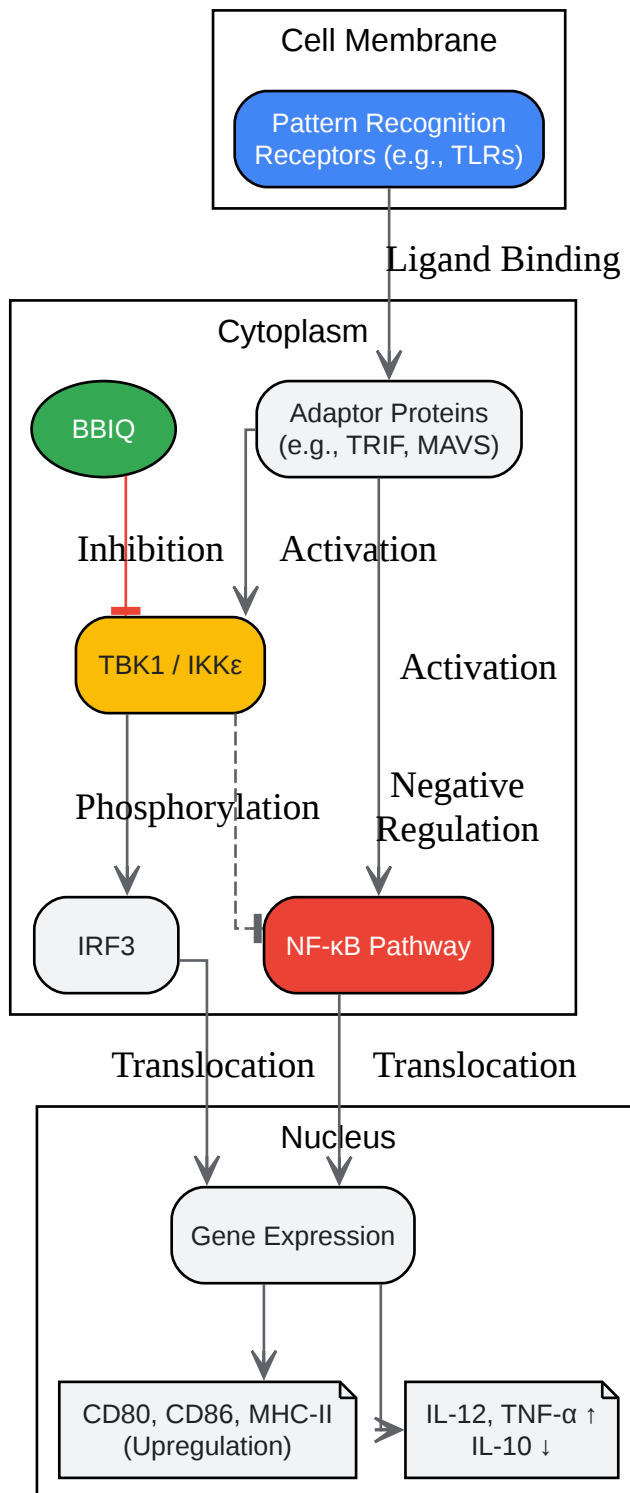 Cell Membrane
Pattern Recognition
Receptors (e.g., TLRs)
Ligand Binding
Cytoplasm
BBIQ
Adaptor Proteins
(e.g., TRIF, MAVS)
Inhibition
Activation
TBK1 / IKKε
Activation
Phosphorylation
Negative
Regulation
IRF3
NF-κB Pathway
Translocation
Translocation
Nucleus
Gene Expression
CD80, CD86, MHC-II
(Upregulation)
IL-12, TNF-α ↑
IL-10 ↓